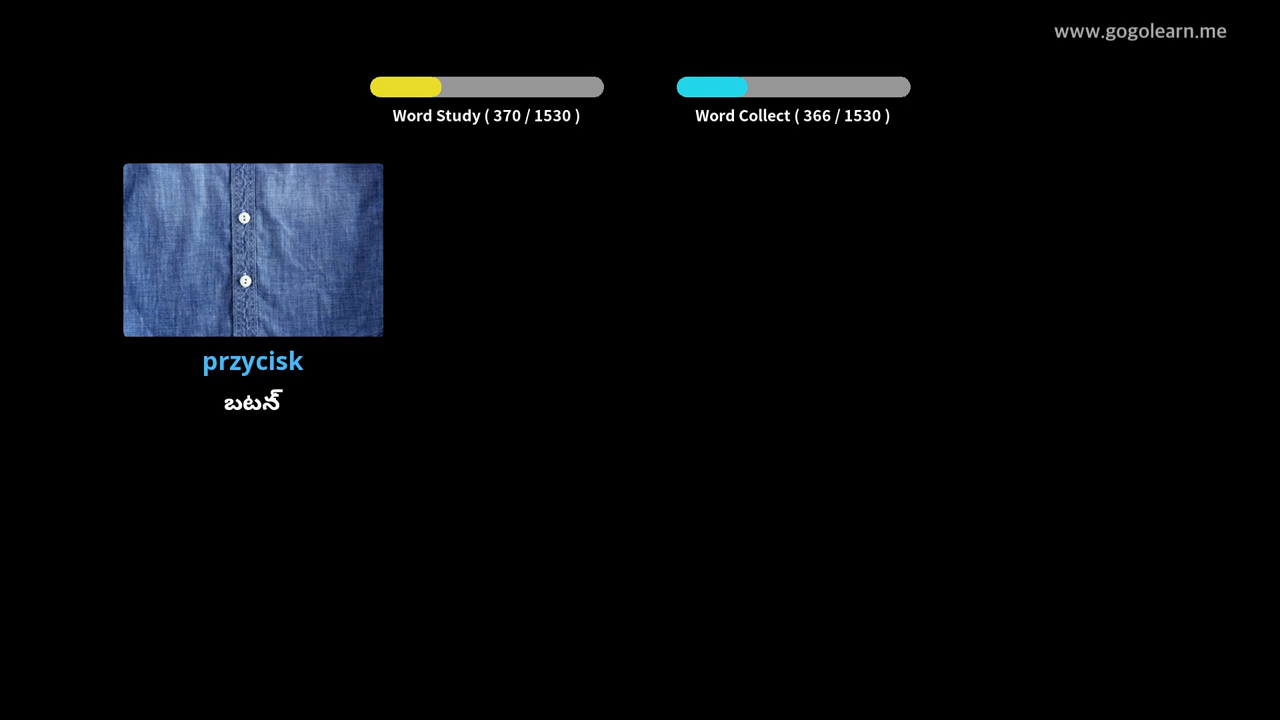 www.gogolearn.me
Word Study ( 370 / 1530 )
Word Collect ( 366 / 1530 )
przycisk
బటన్